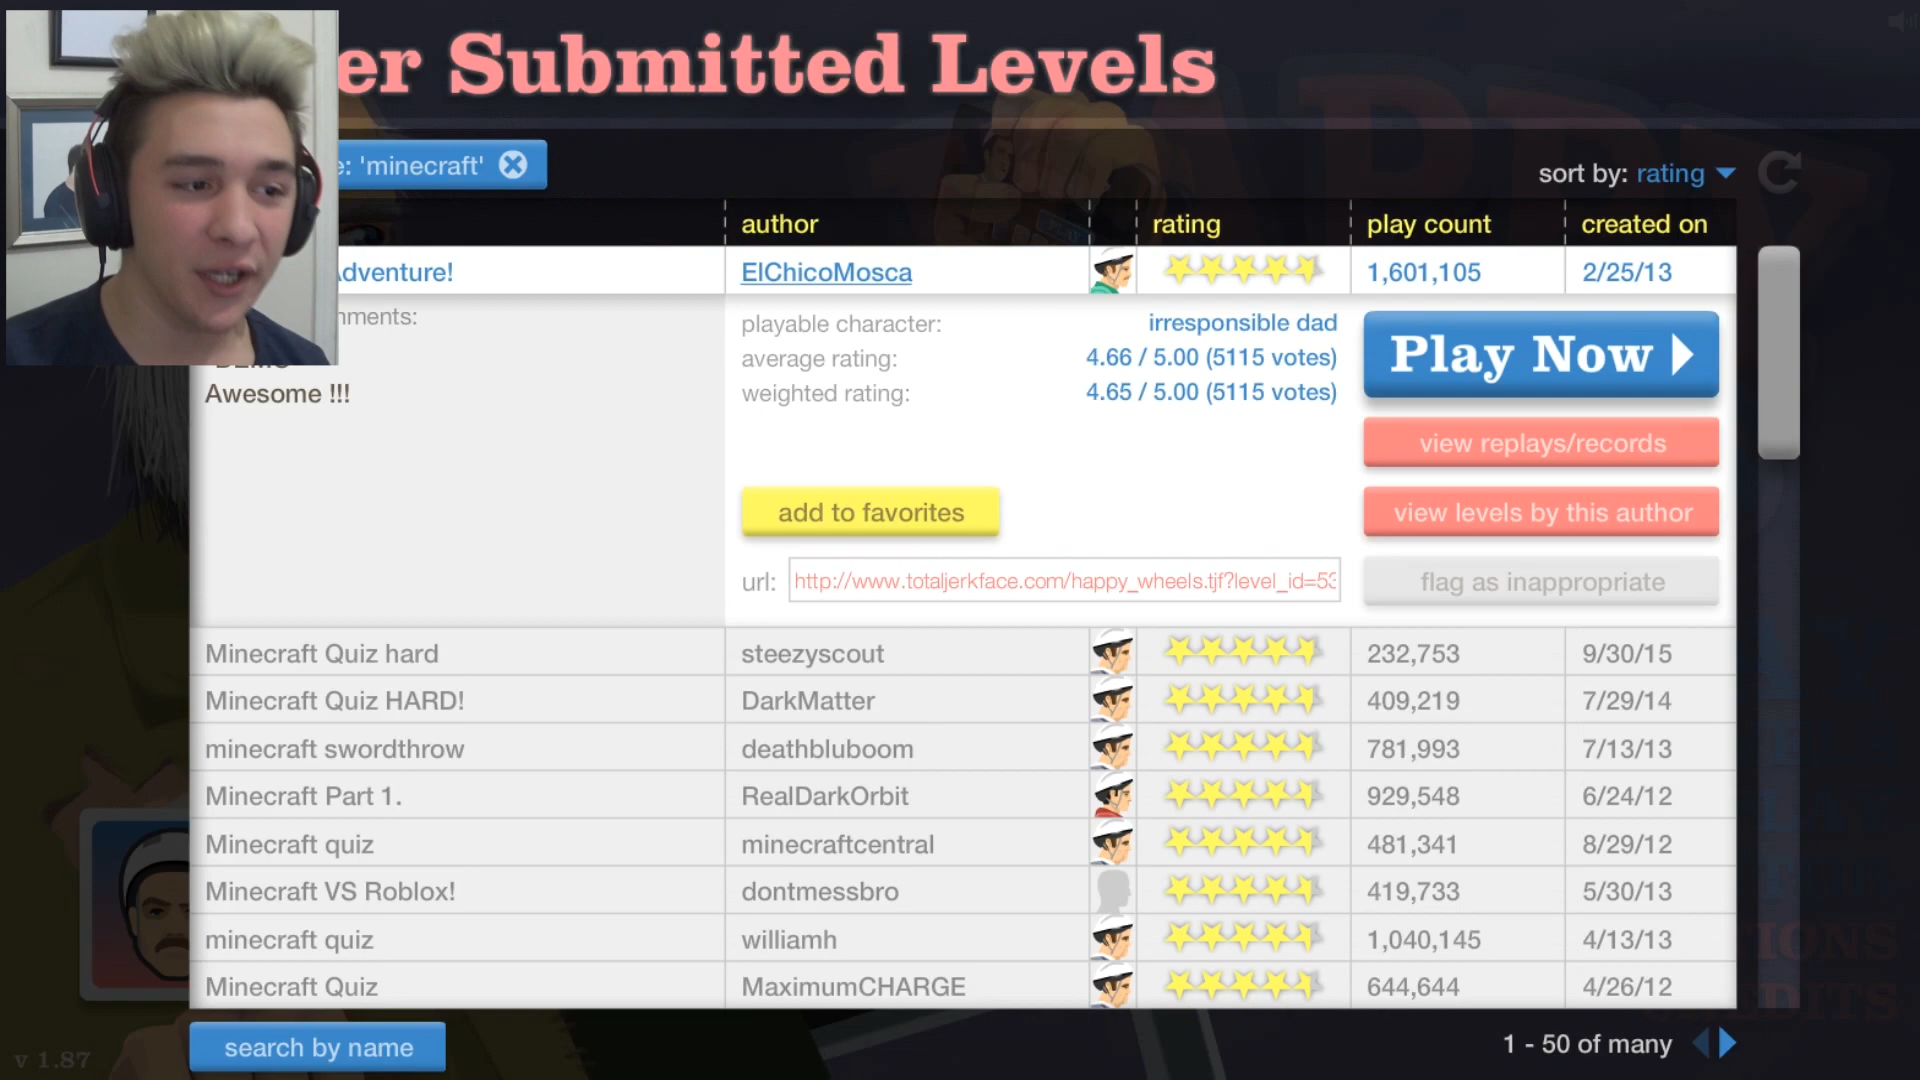 er Submitted Levels
e: 'minecraft'
sort by: rating
author rating play count created on
Adventure! ElChicoMosca 1,601,105 2/25/13
mments:
Awesome !!!
playable character: irresponsible dad
average rating: 4.66 / 5.00 (5115 votes)
weighted rating: 4.65 / 5.00 (5115 votes)
Play Now
view replays/records
add to favorites
view levels by this author
url: http://www.totaljerkface.com/happy_wheels.tjf?level_id=53
flag as inappropriate
Minecraft Quiz hard steezyscout 232,753 9/30/15
Minecraft Quiz HARD! DarkMatter 409,219 7/29/14
minecraft swordthrow deathbluboom 781,993 7/13/13
Minecraft Part 1. RealDarkOrbit 929,548 6/24/12
Minecraft quiz minecraftcentral 481,341 8/29/12
Minecraft VS Roblox! dontmessbro 419,733 5/30/13
minecraft quiz williamh 1,040,145 4/13/13
Minecraft Quiz MaximumCHARGE 644,644 4/26/12
search by name
1 - 50 of many
v 1.87